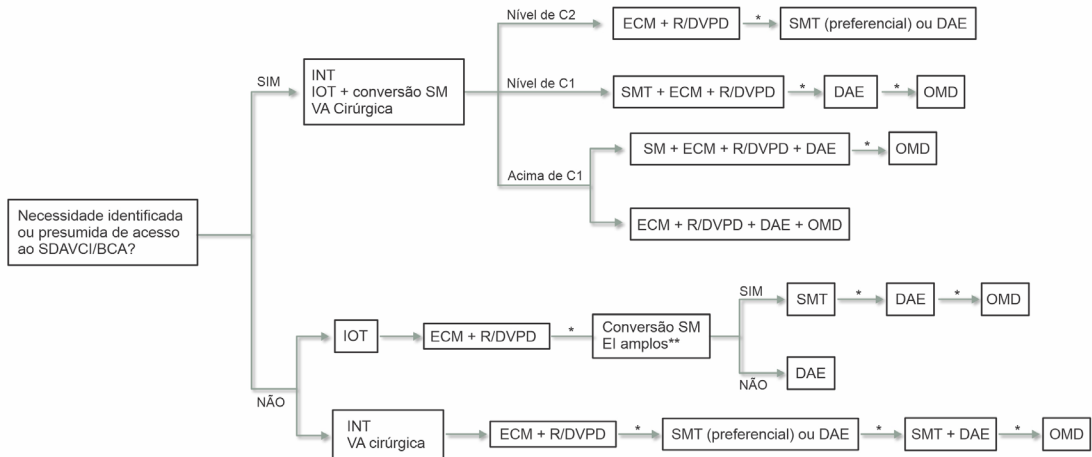 Necessidade identificada
ou presumida de acesso
ao SDAVCI/BCA?
SIM
INT
IOT + conversão SM
VA Cirúrgica
Nível de C2
ECM + R/DVPD
*
SMT (preferencial) ou DAE
Nível de C1
SMT + ECM + R/DVPD
*
DAE
*
OMD
Acima de C1
SM + ECM + R/DVPD + DAE
*
OMD
ECM + R/DVPD + DAE + OMD
NÃO
IOT
ECM + R/DVPD
*
Conversão SM
EI amplos**
SIM
SMT
*
DAE
*
OMD
NÃO
DAE
INT
VA cirúrgica
ECM + R/DVPD
*
SMT (preferencial) ou DAE
*
SMT + DAE
*
OMD